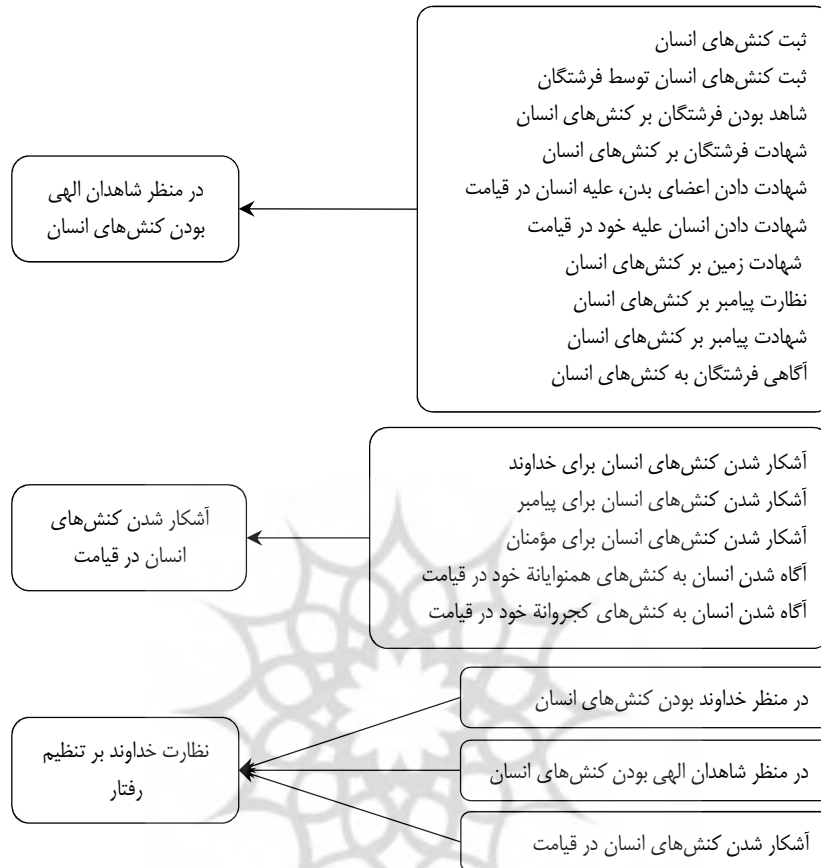 ثبت کنش‌های انسان
ثبت کنش‌های انسان توسط فرشتگان
شاهد بودن فرشتگان بر کنش‌های انسان
شهادت فرشتگان بر کنش‌های انسان
شهادت دادن اعضای بدن، علیه انسان در قیامت
شهادت دادن انسان علیه خود در قیامت
شهادت زمین بر کنش‌های انسان
نظارت پیامبر بر کنش‌های انسان
شهادت پیامبر بر کنش‌های انسان
آگاهی فرشتگان به کنش‌های انسان
در منظر شاهدان الهی
بودن کنش‌های انسان
آشکار شدن کنش‌های انسان برای خداوند
آشکار شدن کنش‌های انسان برای پیامبر
آشکار شدن کنش‌های انسان برای مؤمنان
آگاه شدن انسان به کنش‌های همنوایانة خود در قیامت
آگاه شدن انسان به کنش‌های کجروانة خود در قیامت
آشکار شدن کنش‌های
انسان در قیامت
در منظر خداوند بودن کنش‌های انسان
در منظر شاهدان الهی بودن کنش‌های انسان
آشکار شدن کنش‌های انسان در قیامت
نظارت خداوند بر تنظیم
رفتار